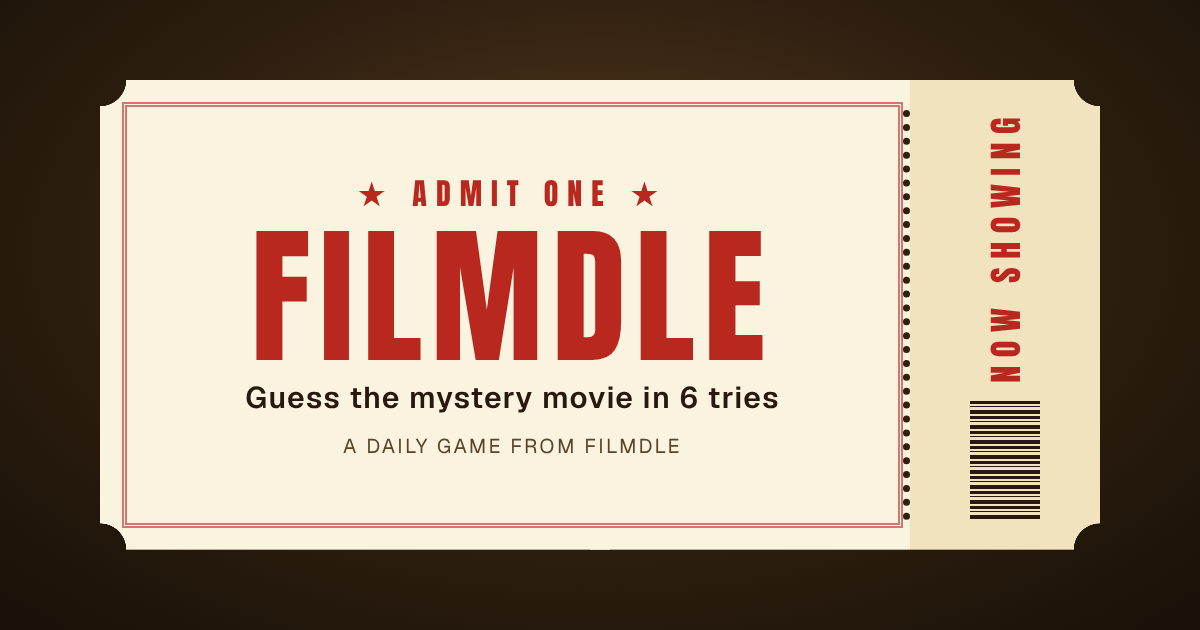 ★ ADMIT ONE ★
FILMDLE
Guess the mystery movie in 6 tries
A DAILY GAME FROM FILMDLE
NOW SHOWING